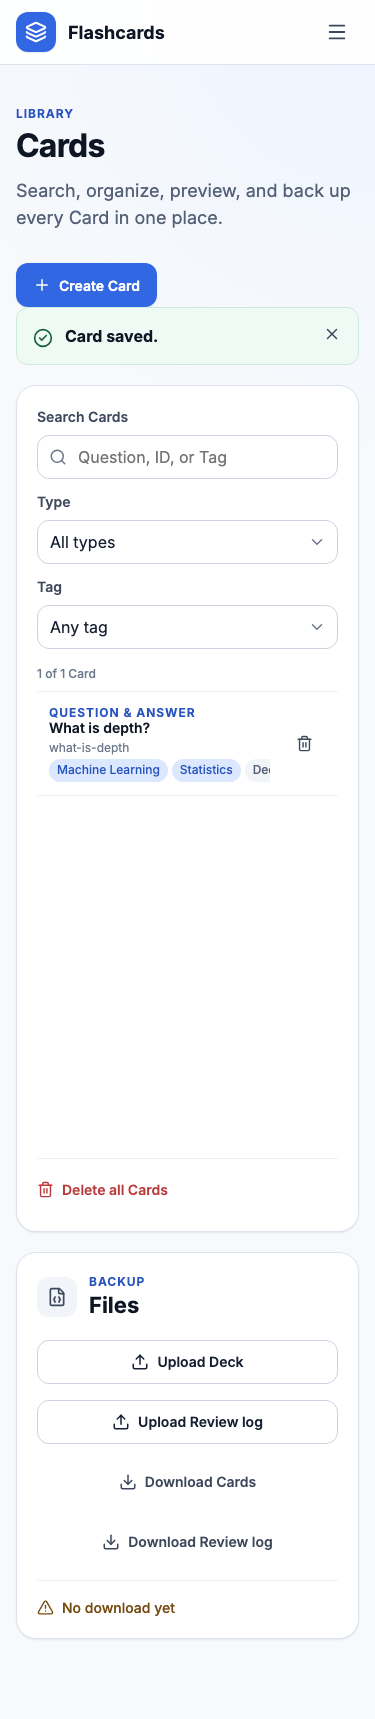 Flashcards
LIBRARY
Cards
Search, organize, preview, and back up
every Card in one place.
Create Card
Card saved.
Search Cards
Question, ID, or Tag
Type
All types
Tag
Any tag
1 of 1 Card
QUESTION & ANSWER
What is depth?
what-is-depth
Machine Learning Statistics
Delete all Cards
BACKUP
Files
Upload Deck
Upload Review log
Download Cards
Download Review log
No download yet